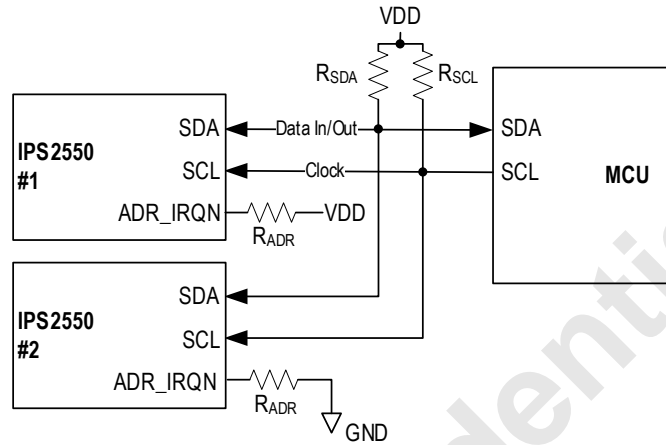 VDD
RSDA
RSCL
SDA
Data In/Out
SDA
IPS2550
#1
SCL
Clock
SCL
MCU
ADR_IRQN
VDD
RADR
SDA
IPS2550
#2
SCL
ADR_IRQN
RADR
GND